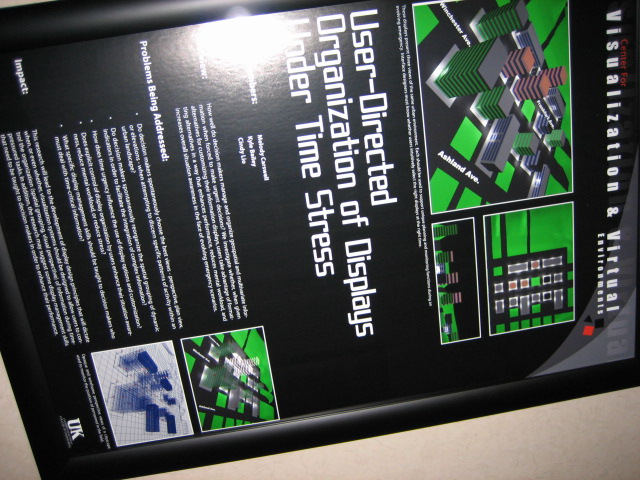 Center For
Visualization & Virtual
Environments
Frankfort Ave.
Winchester Ave.
Ashland Ave.
These displays present three views of the same urban environment. Each should be used to support unique planning and monitoring functions during an
evolving emergency. Interface designers must know whether users intuitively select the right displays at the right time.
User-Directed
Organization of Displays
Under Time Stress
Melody Carswell
Kyle Bailey
Cindy Lio
How well do decision makers manage and organize geospatial and multivariate infor-
mation when forced to make urgent decisions? We investigate whether, when given
alternatives for customizing their information displays, users take advantage of format-
ting alternatives in a way that enhances performance, reduces mental workload, and
increases overall situation awareness in the face of evolving emergency scenarios.
Problems Being Addressed:
• Do decision makers spontaneously choose the best views - perspective, plan view,
or elevations - when attempting to discern specific patterns of activity within an
urban landscape?
• Do decision makers spontaneously reorganize the spatial grouping of dynamic
indicators in order to facilitate the integration of complex information?
• How does time urgency influence the use of display options and customization?
• Does explicit control of display organization by users enhance their situation aware-
ness, reduce mental workload, or reduce stress?
• What specific display management skills should be taught to decision makers who
must deal with time-critical information?
Opaque and wireframe perspective views of a cityscape
used to monitor the position of personnel in the field.
UK
Impact:
This research will lead to the development of display design principles that will dictate
when, or even whether visualization systems should be designed to allow users to con-
trol the organization (spatial grouping, visual perspective) of information during time-
pressured tasks. In addition, the research may suggest some display management skills
that need to be taught to decision makers in order to enhance their performance.